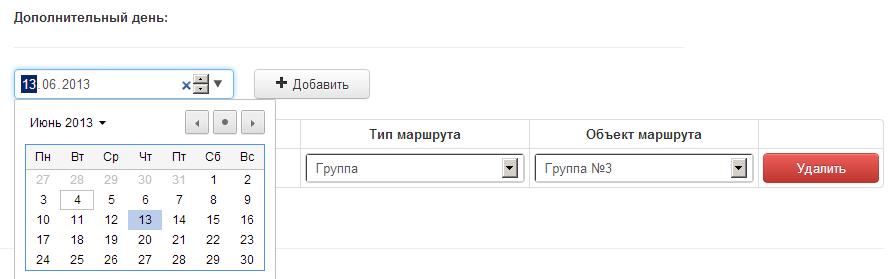 Дополнительный день:
13.06.2013
Добавить
Июнь 2013
Тип маршрута
Объект маршрута
Пн Вт Ср Чт Пт Сб Вс
27 28 29 30 31 1 2
Группа
Группа №3
Удалить
3 4 5 6 7 8 9
10 11 12 13 14 15 16
17 18 19 20 21 22 23
24 25 26 27 28 29 30